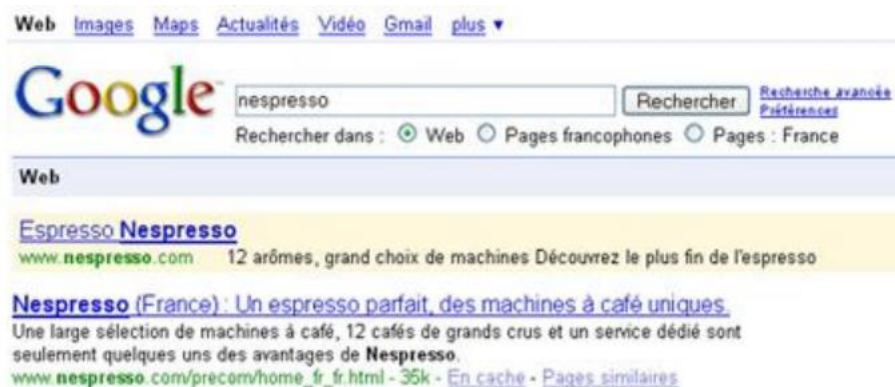 Web Images Maps Actualités Vidéo Gmail plus ▼
Google nespresso Rechercher Recherche avancée
Préférences
Rechercher dans : Web Pages francophones Pages : France
Web
Espresso Nespresso
www.nespresso.com 12 arômes, grand choix de machines Découvrez le plus fin de l'espresso
Nespresso (France) : Un espresso parfait, des machines à café uniques.
Une large sélection de machines à café, 12 cafés de grands crus et un service dédié sont
seulement quelques uns des avantages de Nespresso.
www.nespresso.com/precom/home_fr_fr.html - 35k - En cache - Pages similaires